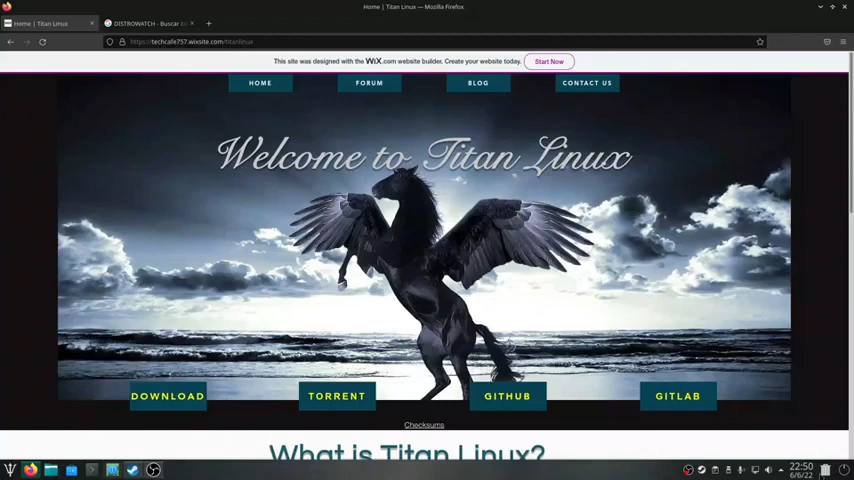 Home | Titan Linux — Mozilla Firefox
Home | Titan Linux
DISTROWATCH - Buscar
https://techcafe757.wixsite.com/titanlinux
This site was designed with the WiX.com website builder. Create your website today.
Start Now
HOME
FORUM
BLOG
CONTACT US
Welcome to Titan Linux
DOWNLOAD
TORRENT
GITHUB
GITLAB
Checksums
What is Titan Linux?
22:50
6/6/22